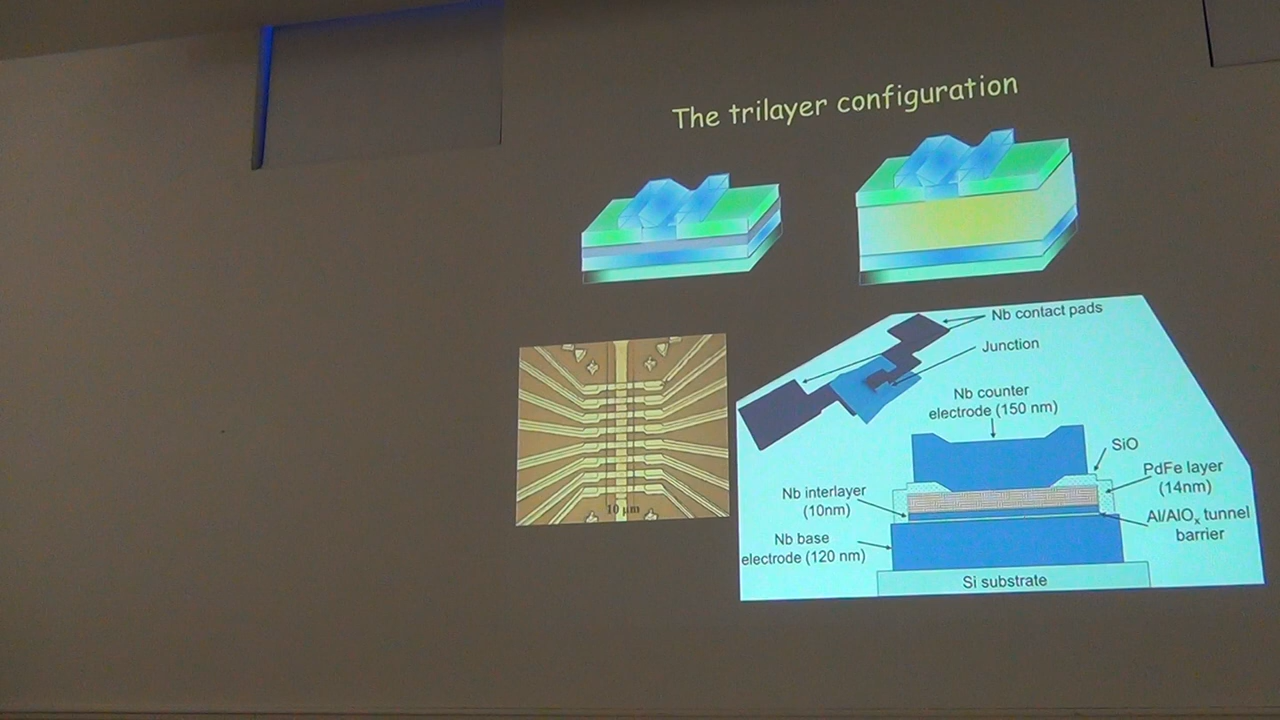 The trilayer configuration
Nb contact pads
Junction
Nb counter
electrode (150 nm)
SiO
PdFe layer
(14nm)
Nb interlayer
(10nm)
Al/AlOx tunnel
barrier
Nb base
electrode (120 nm)
Si substrate
10 μm